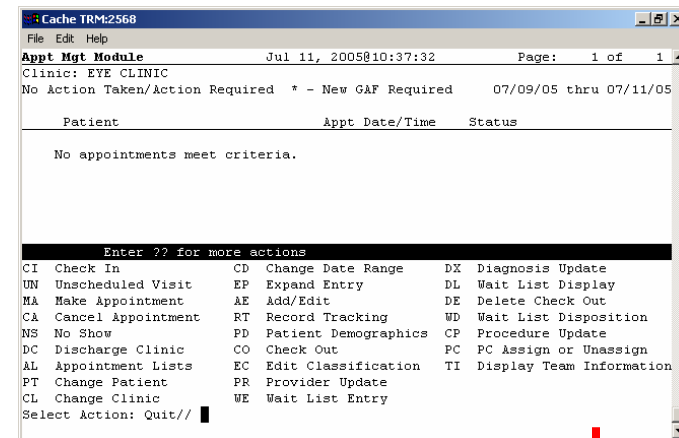 Cache TRM:2568
File Edit Help
Appt Mgt Module Jul 11, 2005@10:37:32 Page: 1 of 1
Clinic: EYE CLINIC
No Action Taken/Action Required * - New GAF Required 07/09/05 thru 07/11/05
Patient Appt Date/Time Status
No appointments meet criteria.
Enter ?? for more actions
CI Check In CD Change Date Range DX Diagnosis Update
UN Unscheduled Visit EP Expand Entry DL Wait List Display
MA Make Appointment AE Add/Edit DE Delete Check Out
CA Cancel Appointment RT Record Tracking WD Wait List Disposition
NS No Show PD Patient Demographics CP Procedure Update
DC Discharge Clinic CO Check Out PC PC Assign or Unassign
AL Appointment Lists EC Edit Classification TI Display Team Information
PT Change Patient PR Provider Update
CL Change Clinic WE Wait List Entry
Select Action: Quit//